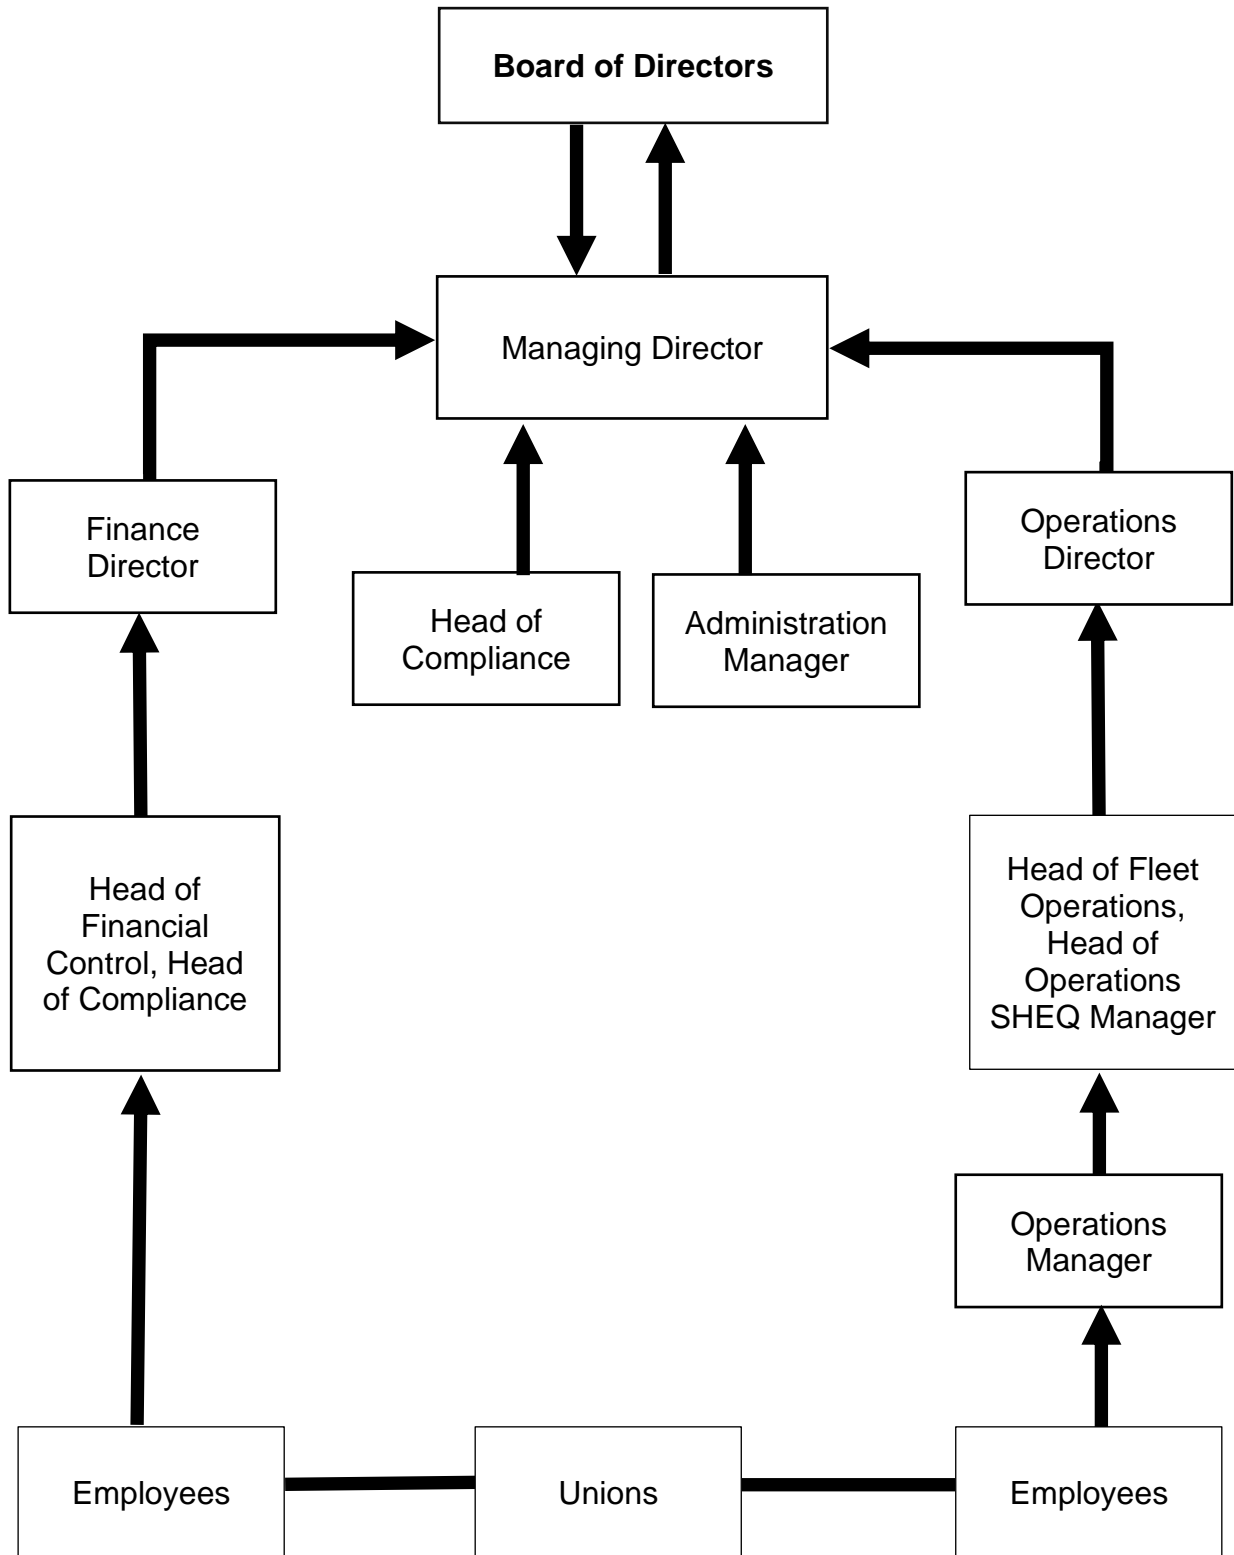 Board of Directors
Managing Director
Finance
Director
Operations
Director
Head of
Compliance
Administration
Manager
Head of
Financial
Control, Head
of Compliance
Head of Fleet
Operations,
Head of
Operations
SHEQ Manager
Operations
Manager
Employees
Unions
Employees